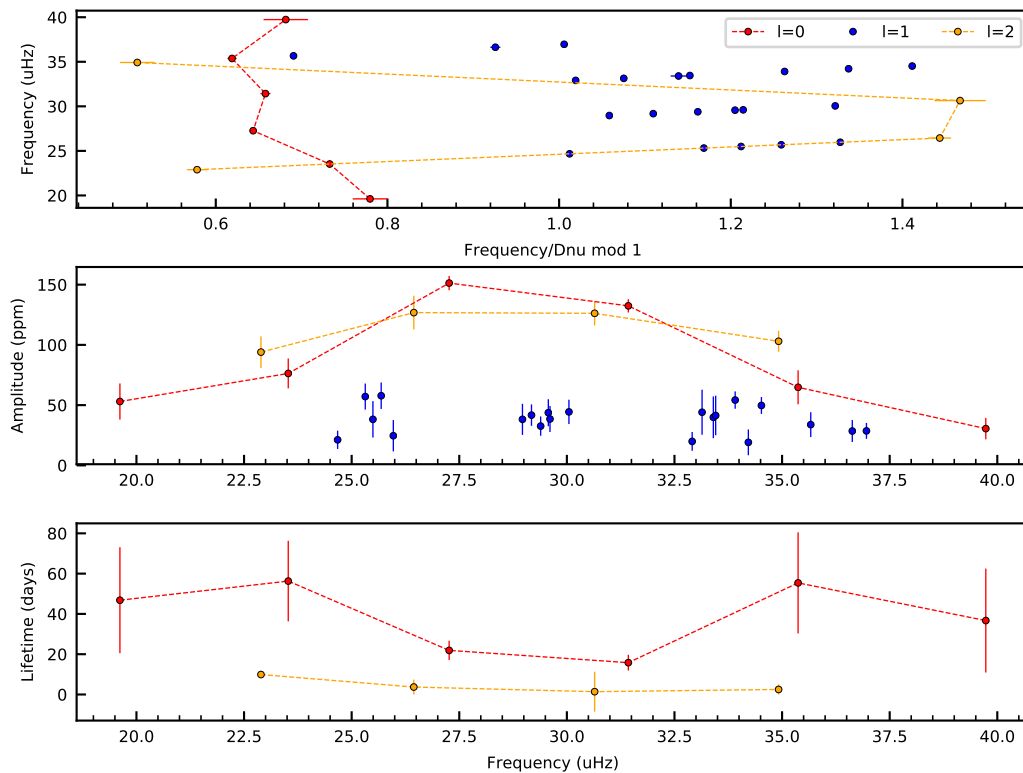 40
35
30
25
20
Frequency (uHz)
l=0 l=1 l=2
0.6 0.8 1.0 1.2 1.4
Frequency/Dnu mod 1
150
100
50
0
Amplitude (ppm)
20.0 22.5 25.0 27.5 30.0 32.5 35.0 37.5 40.0
80
60
40
20
0
Lifetime (days)
20.0 22.5 25.0 27.5 30.0 32.5 35.0 37.5 40.0
Frequency (uHz)